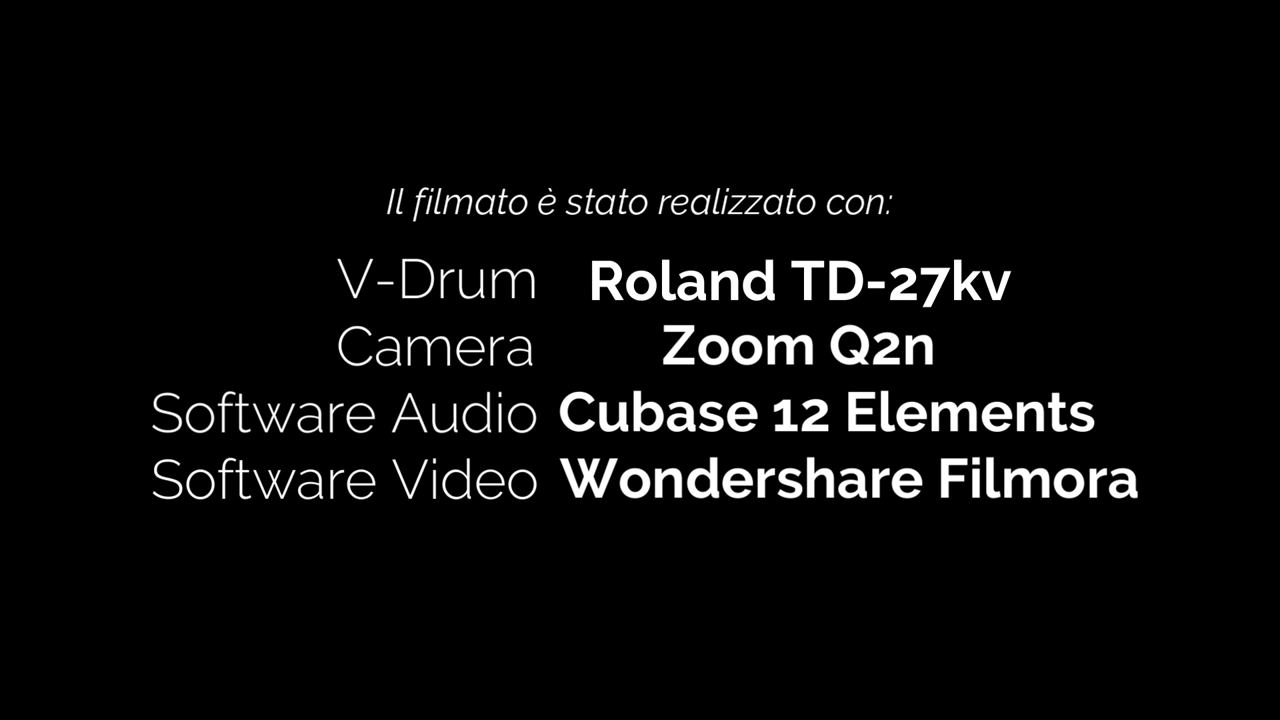 Il filmato è stato realizzato con:
V-Drum Roland TD-27kv
Camera Zoom Q2n
Software Audio Cubase 12 Elements
Software Video Wondershare Filmora